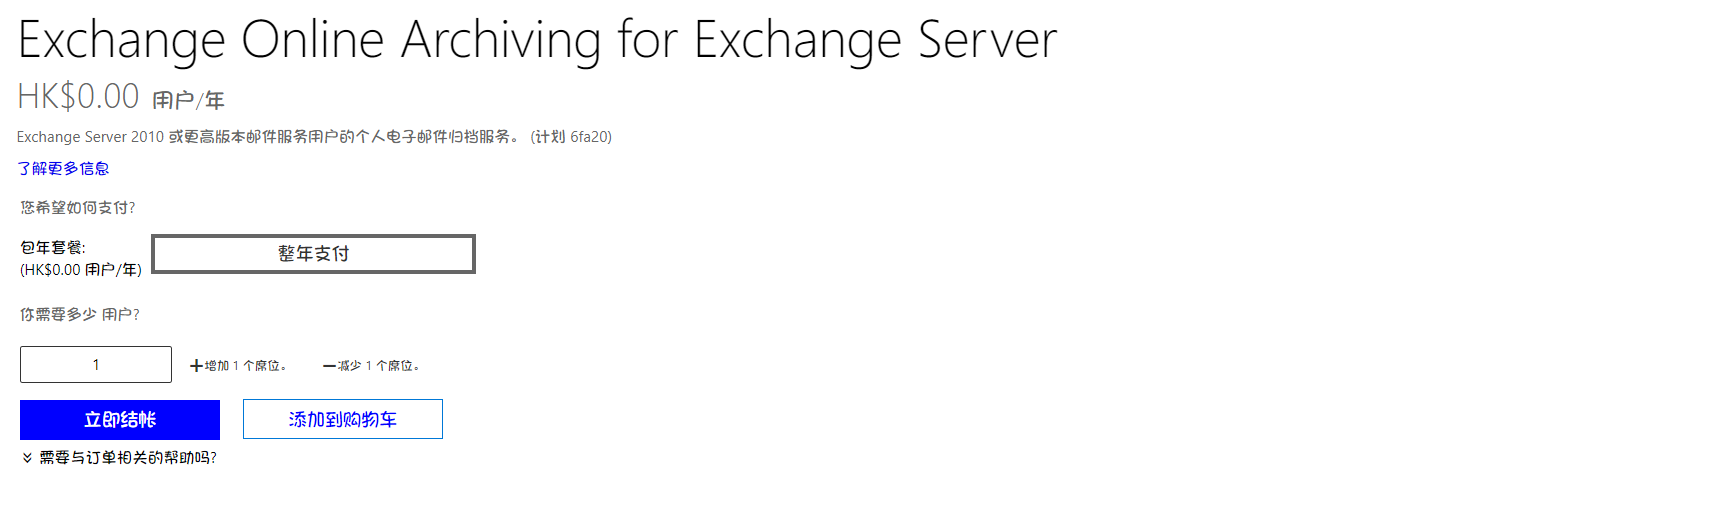 Exchange Online Archiving for Exchange Server
HK$0.00 用户/年
Exchange Server 2010 或更高版本邮件服务用户的个人电子邮件归档服务。 (计划 6fa20)
了解更多信息
您希望如何支付?
包年套餐:
(HK$0.00 用户/年)
整年支付
你需要多少 用户?
1
+增加 1 个席位。
−减少 1 个席位。
立即结帐
添加到购物车
需要与订单相关的帮助吗?